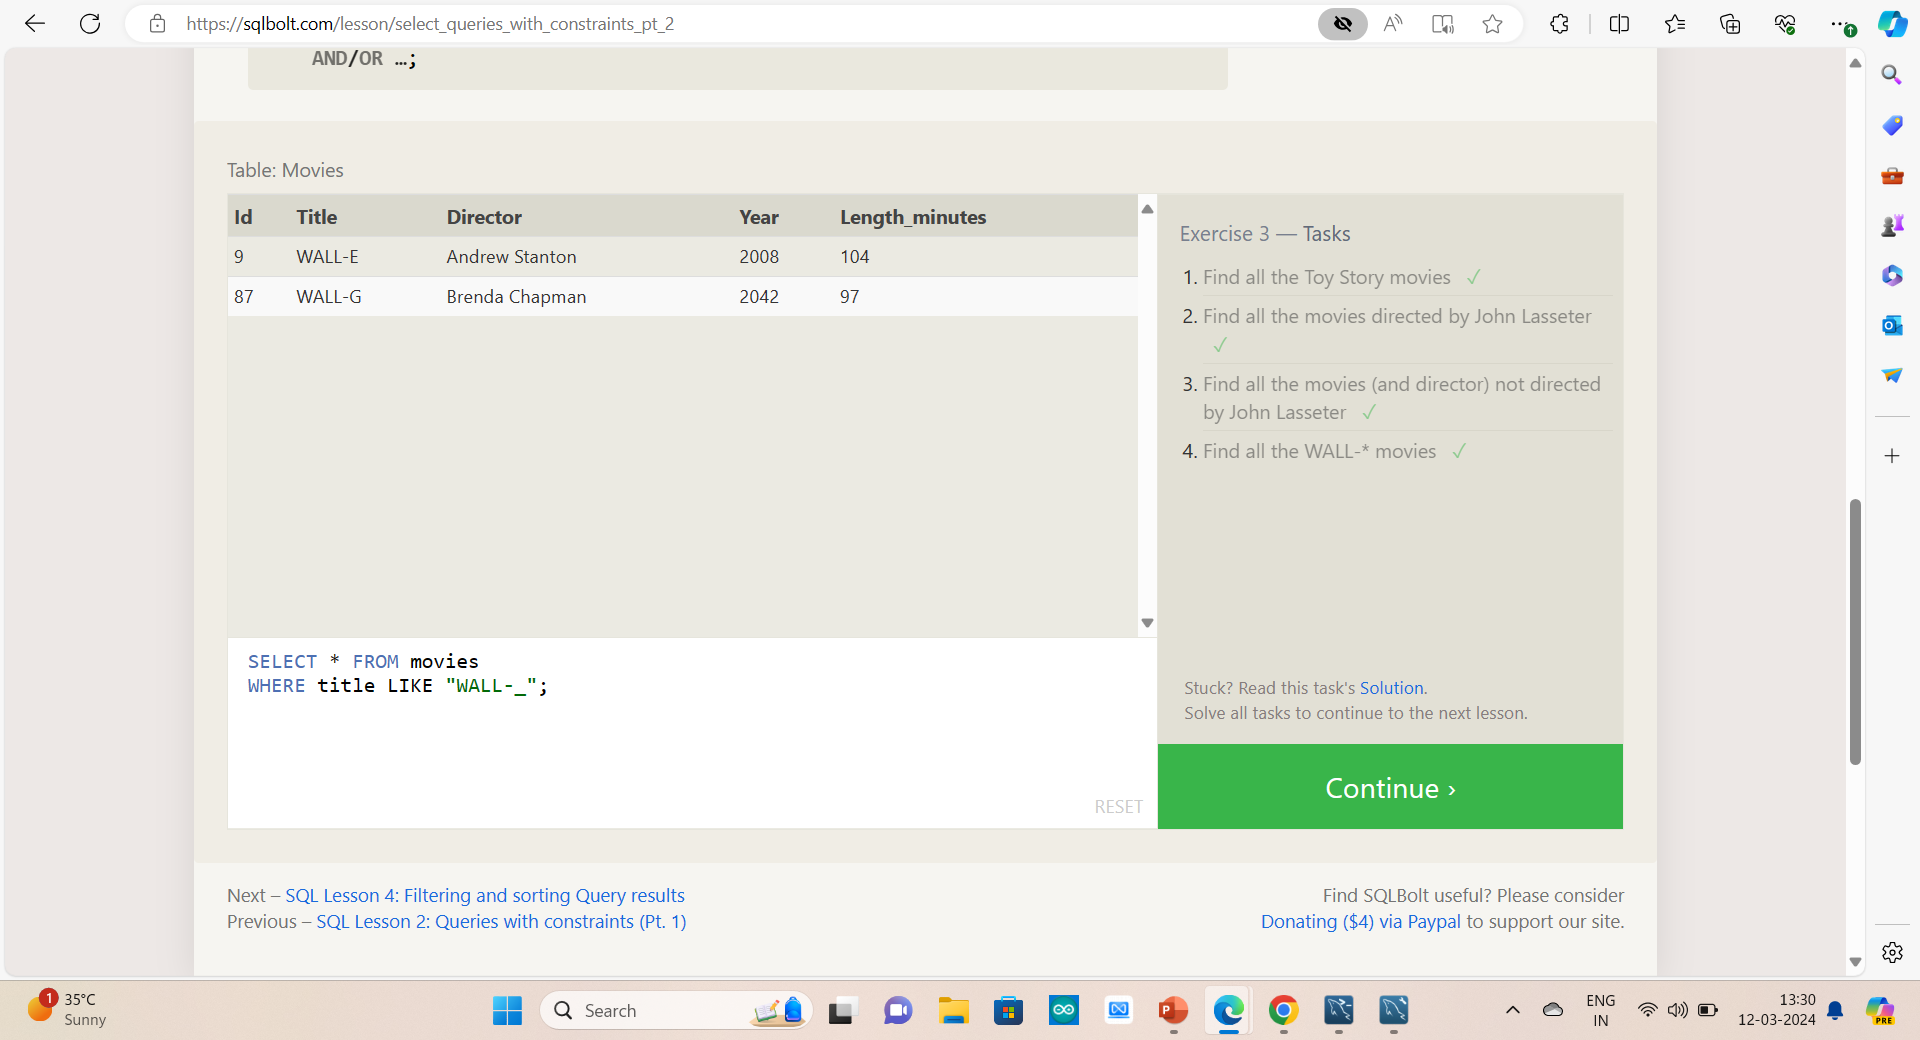 https://sqlbolt.com/lesson/select_queries_with_constraints_pt_2
AND/OR …;
Table: Movies
Id Title Director Year Length_minutes
9 WALL-E Andrew Stanton 2008 104
87 WALL-G Brenda Chapman 2042 97
Exercise 3 — Tasks
1. Find all the Toy Story movies ✓
2. Find all the movies directed by John Lasseter
✓
3. Find all the movies (and director) not directed
by John Lasseter ✓
4. Find all the WALL-* movies ✓
SELECT * FROM movies
WHERE title LIKE "WALL-_";
RESET
Stuck? Read this task's Solution.
Solve all tasks to continue to the next lesson.
Continue ›
Next – SQL Lesson 4: Filtering and sorting Query results
Previous – SQL Lesson 2: Queries with constraints (Pt. 1)
Find SQLBolt useful? Please consider
Donating ($4) via Paypal to support our site.
1
35°C
Sunny
Search
ENG
IN
13:30
12-03-2024
PRE